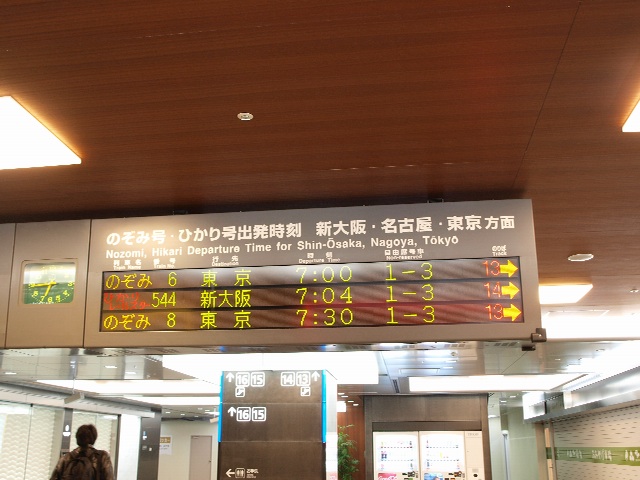 のぞみ号・ひかり号出発時刻 新大阪・名古屋・東京方面
Nozomi, Hikari Departure Time for Shin-Ōsaka, Nagoya, Tōkyō
のぞみ 6 東京 7:00 1-3 13
544 新大阪 7:04 1-3 14
のぞみ 8 東京 7:30 1-3 13
16 15 14 13
16 15